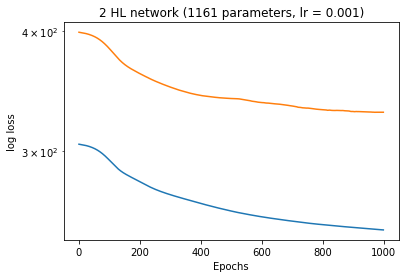 2 HL network (1161 parameters, lr = 0.001)
4 × 10²
3 × 10²
log loss
0 200 400 600 800 1000
Epochs